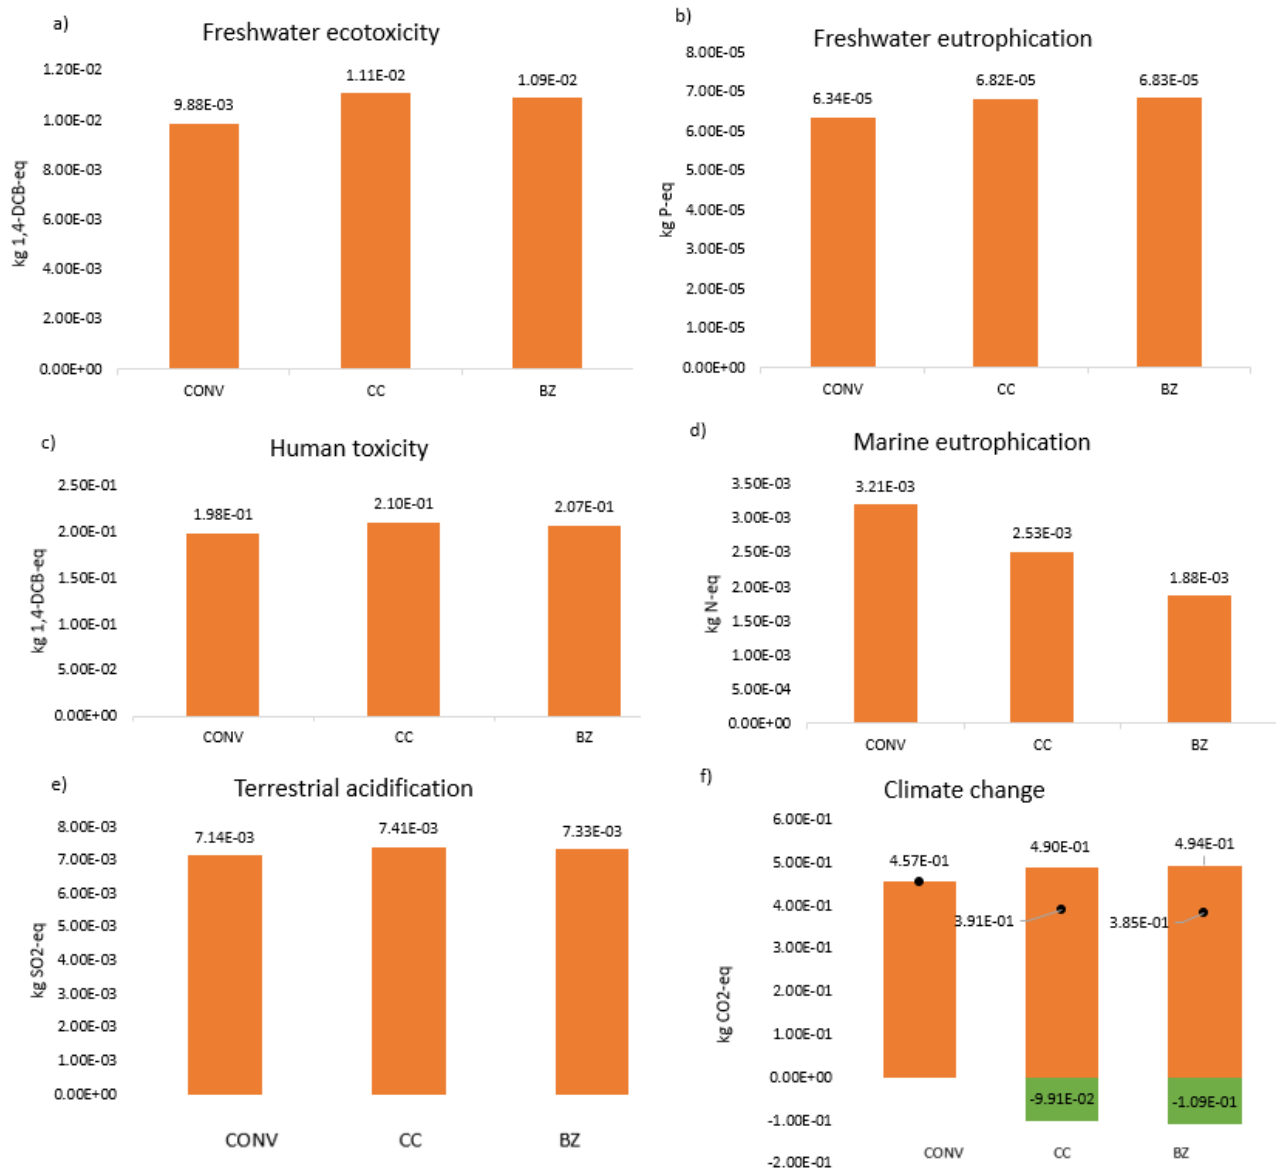 a)
Freshwater ecotoxicity
kg 1,4-DCB-eq
1.20E-02
1.00E-02
8.00E-03
6.00E-03
4.00E-03
2.00E-03
0.00E+00
9.88E-03
1.11E-02
1.09E-02
CONV CC BZ
b)
Freshwater eutrophication
kg P-eq
8.00E-05
7.00E-05
6.00E-05
5.00E-05
4.00E-05
3.00E-05
2.00E-05
1.00E-05
0.00E+00
6.34E-05
6.82E-05
6.83E-05
CONV CC BZ
c)
Human toxicity
kg 1,4-DCB-eq
2.50E-01
2.00E-01
1.50E-01
1.00E-01
5.00E-02
0.00E+00
1.98E-01
2.10E-01
2.07E-01
CONV CC BZ
d)
Marine eutrophication
kg N-eq
3.50E-03
3.00E-03
2.50E-03
2.00E-03
1.50E-03
1.00E-03
5.00E-04
0.00E+00
3.21E-03
2.53E-03
1.88E-03
CONV CC BZ
e)
Terrestrial acidification
kg SO2-eq
8.00E-03
7.00E-03
6.00E-03
5.00E-03
4.00E-03
3.00E-03
2.00E-03
1.00E-03
0.00E+00
7.14E-03
7.41E-03
7.33E-03
CONV CC BZ
f)
Climate change
kg CO2-eq
6.00E-01
5.00E-01
4.00E-01
3.00E-01
2.00E-01
1.00E-01
0.00E+00
-1.00E-01
-2.00E-01
4.57E-01
4.90E-01
4.94E-01
3.91E-01
3.85E-01
-9.91E-02
-1.09E-01
CONV CC BZ